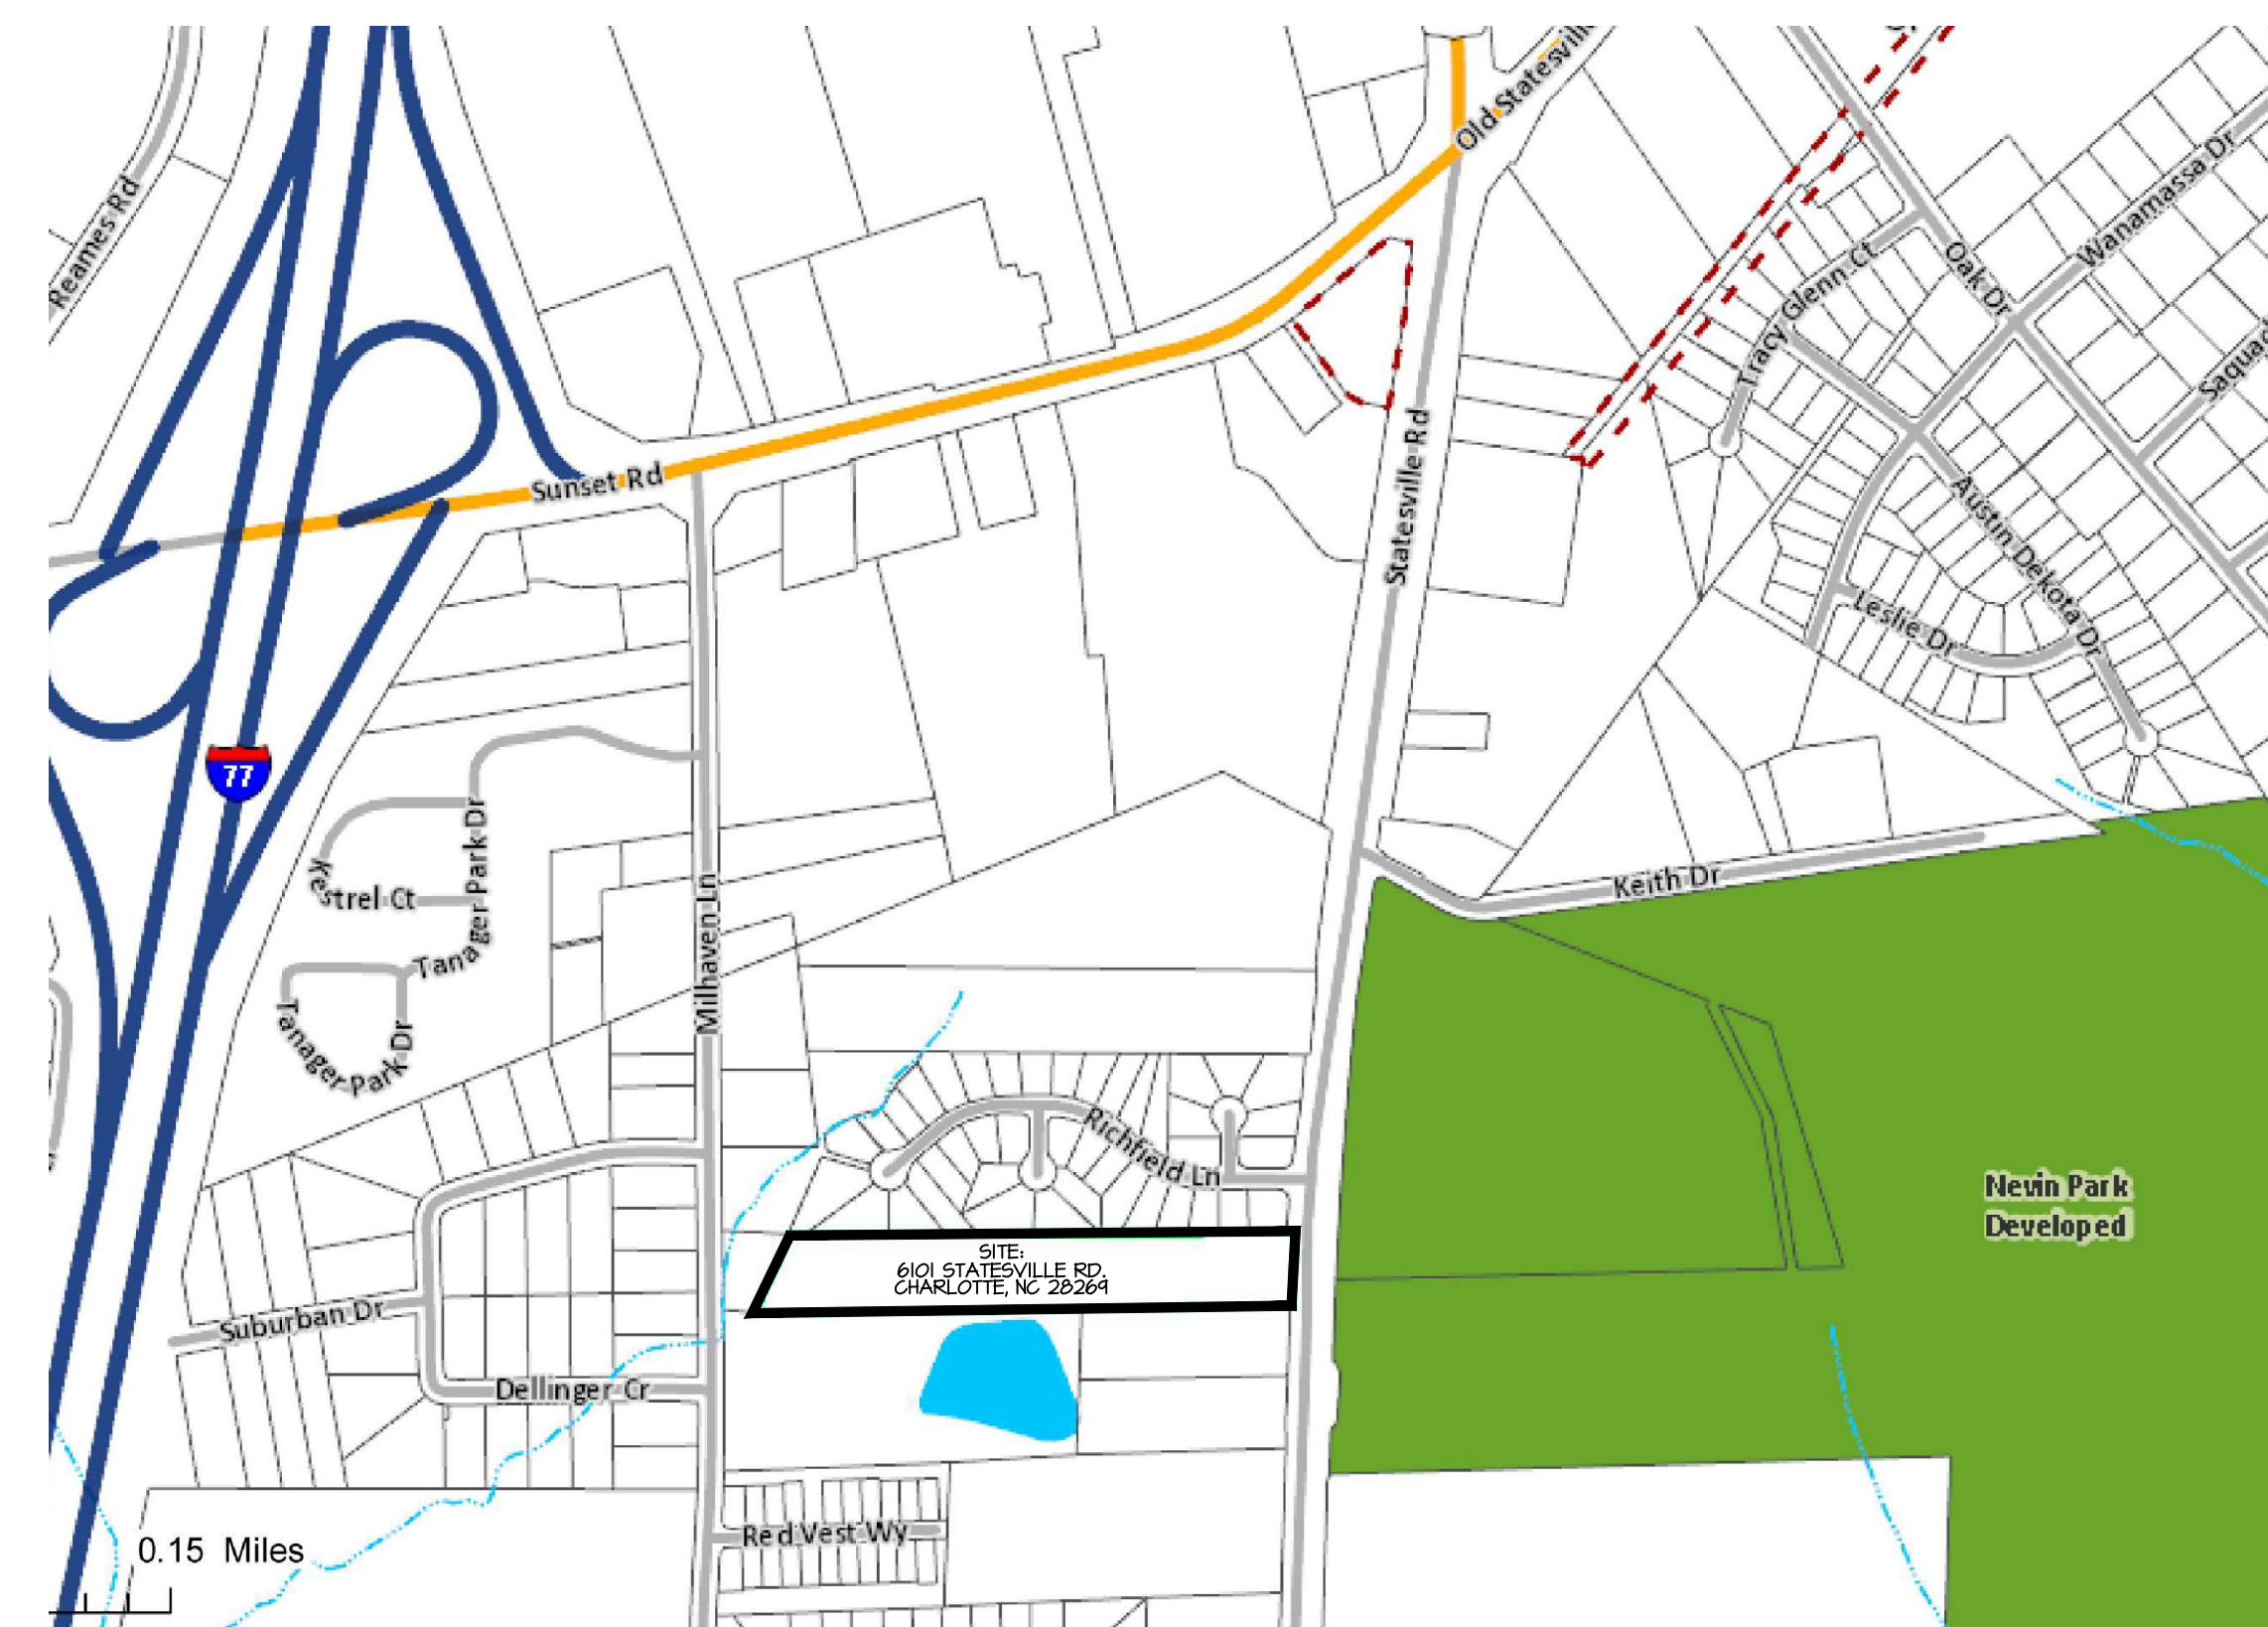 Old Statesville
Reames Rd
Wanamassa Dr
Oak Dr
Tracy Glenn Ct
Saquad
Sunset Rd
Statesville Rd
Austin Dekota Dr
Leslie Dr
77
Kestrel Ct
Tanager Park Dr
Milhaven Ln
Keith Dr
Tanager Park Dr
Richfield Ln
Nevin Park
Developed
SITE:
6101 STATESVILLE RD.
CHARLOTTE, NC 28269
Suburban Dr
Dellinger Cr
Red Vest Wy
0.15 Miles